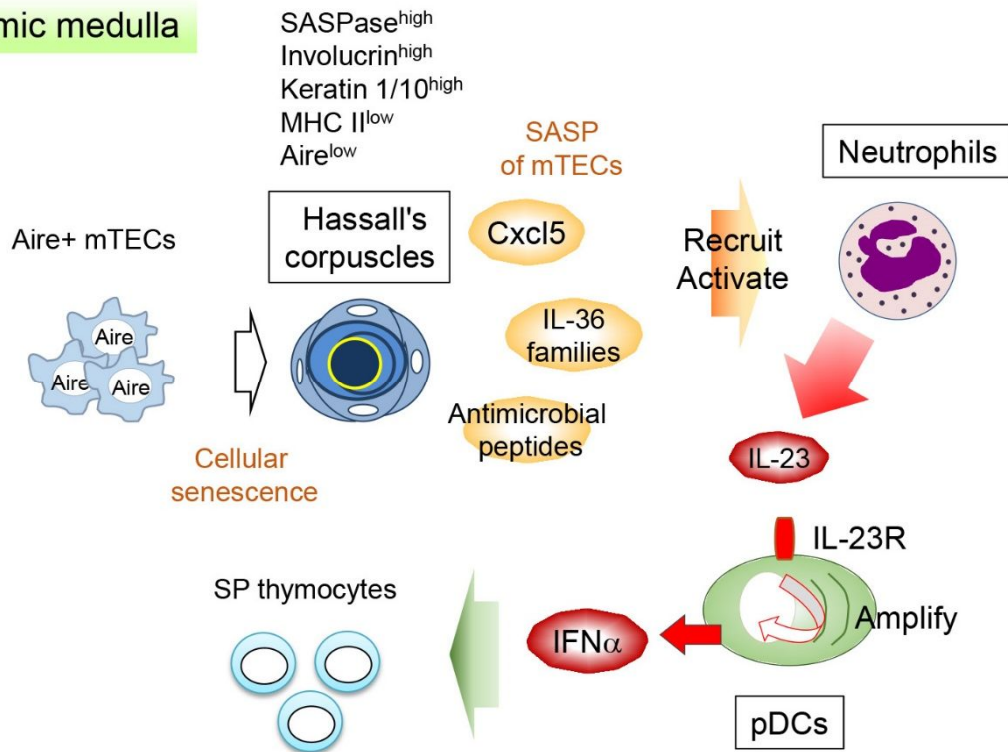 mic medulla
SASPasehigh
Involucrinhigh
Keratin 1/10high
MHC IIlow
Airelow
SASP
of mTECs
Neutrophils
Aire+ mTECs
Hassall's
corpuscles
Cxcl5
Recruit
Activate
Aire
Aire
Aire
IL-36
families
Antimicrobial
peptides
Cellular
senescence
IL-23
IL-23R
SP thymocytes
Amplify
IFNα
pDCs